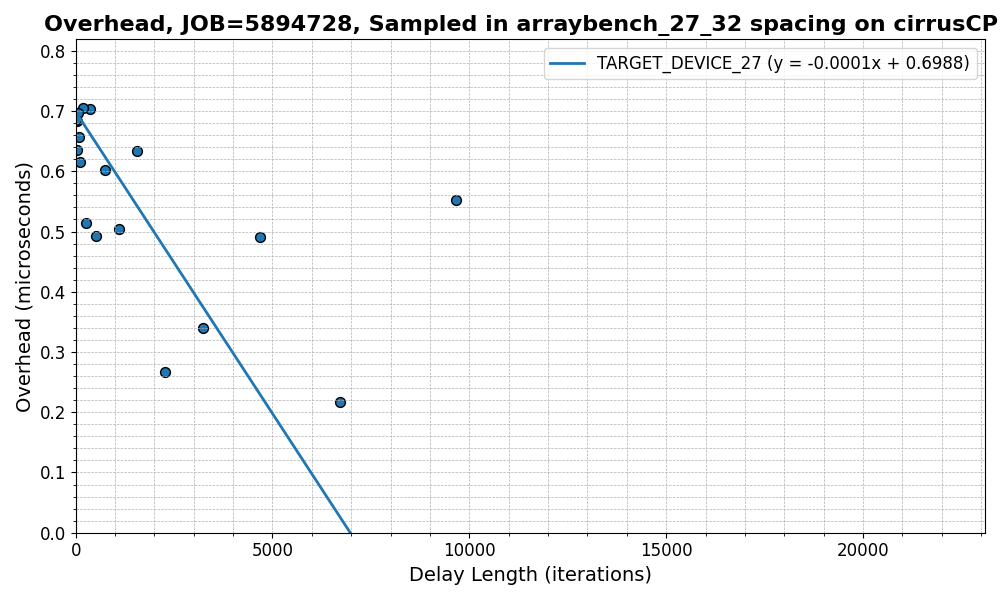 Overhead, JOB=5894728, Sampled in arraybench_27_32 spacing on cirrusCP
TARGET_DEVICE_27 (y = -0.0001x + 0.6988)
Overhead (microseconds)
0.8
0.7
0.6
0.5
0.4
0.3
0.2
0.1
0.0
0 5000 10000 15000 20000
Delay Length (iterations)